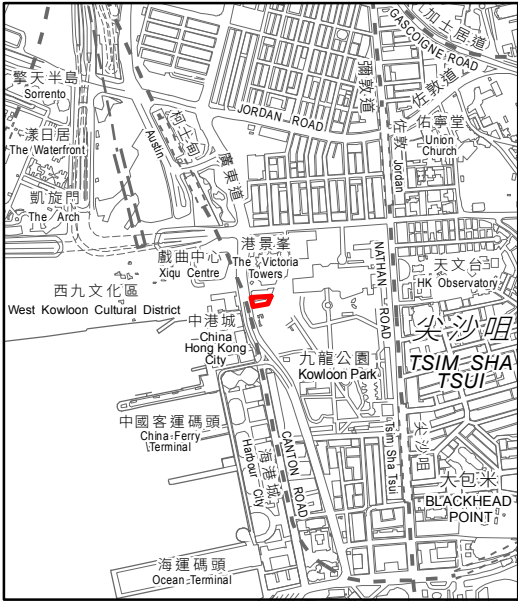 加士居道
GASCOIGNE ROAD
擎天半島
Sorrento
彌敦道
佐敦道
柯士甸
Austin
JORDAN ROAD
佐敦
Jordan
佑寧堂
Union
Church
漾日居
The Waterfront
廣東道
凱旋門
The Arch
戲曲中心
Xiqu Centre
港景峯
The Victoria
Towers
NATHAN ROAD
天文台
HK Observatory
西九文化區
West Kowloon Cultural District
中港城
China
Hong Kong
City
尖沙咀
TSIM SHA
TSUI
九龍公園
Kowloon Park
中國客運碼頭
China Ferry
Terminal
海港城
Harbour City
CANTON ROAD
尖沙咀
Tsim Sha Tsui
大包米
BLACKHEAD
POINT
海運碼頭
Ocean Terminal